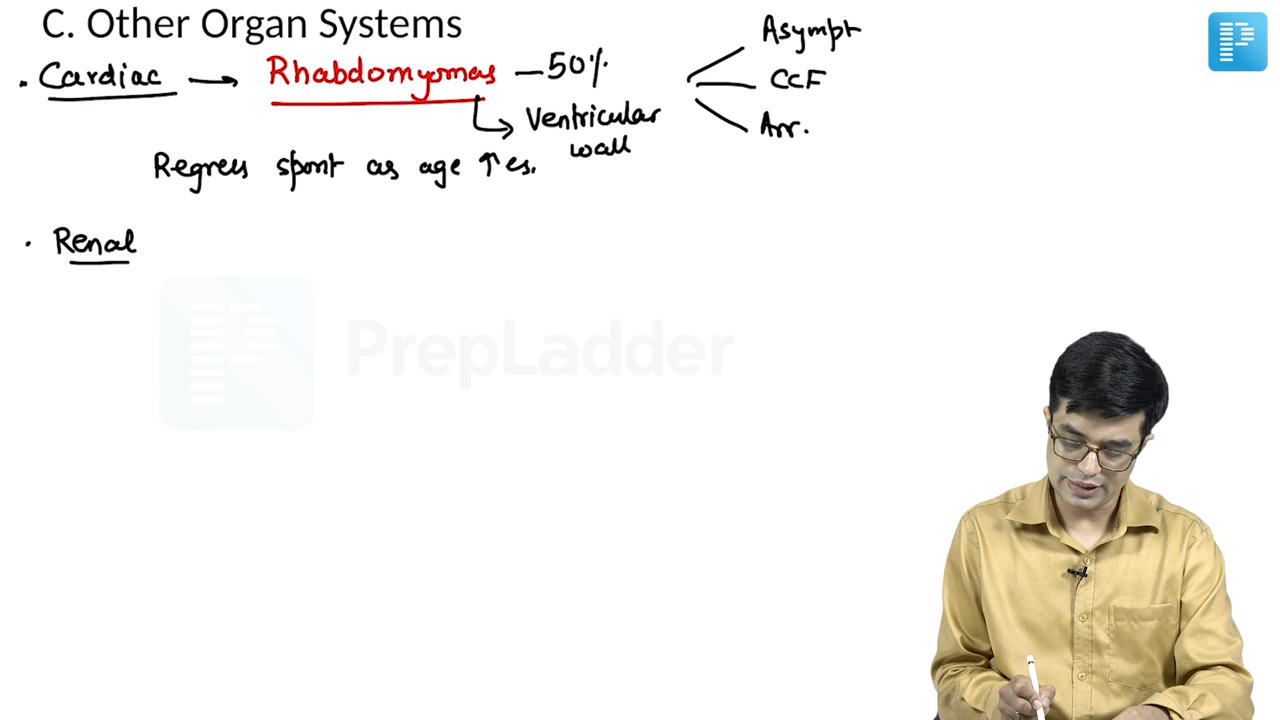 C. Other Organ Systems
. Cardiac → Rhabdomyomas — 50%
↳ Ventricular wall
Asympt
CCF
Arr.
Regress spont as age ↑es.
. Renal
PrepLadder